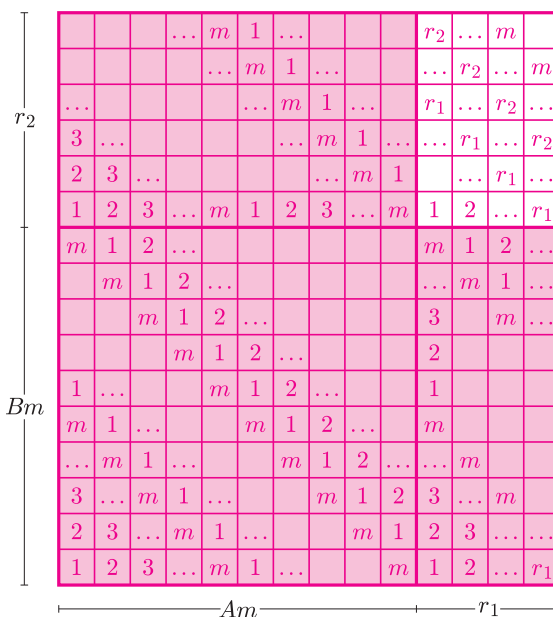 … m 1 … r₂ … m
… m 1 … … r₂ … m
… … m 1 … r₁ … r₂ …
r₂
3 … … m 1 … … r₁ … r₂
2 3 … … m 1 … r₁ …
1 2 3 … m 1 2 3 … m 1 2 … r₁
m 1 2 … m 1 2 …
m 1 2 … … m 1 …
m 1 2 … 3 m …
m 1 2 … 2
1 … m 1 2 … 1
Bm
m 1 … m 1 2 … m
… m 1 … m 1 2 … … m
3 … m 1 … m 1 2 3 … m
2 3 … m 1 … m 1 2 3 … …
1 2 3 … m 1 … m 1 2 … r₁
Am r₁